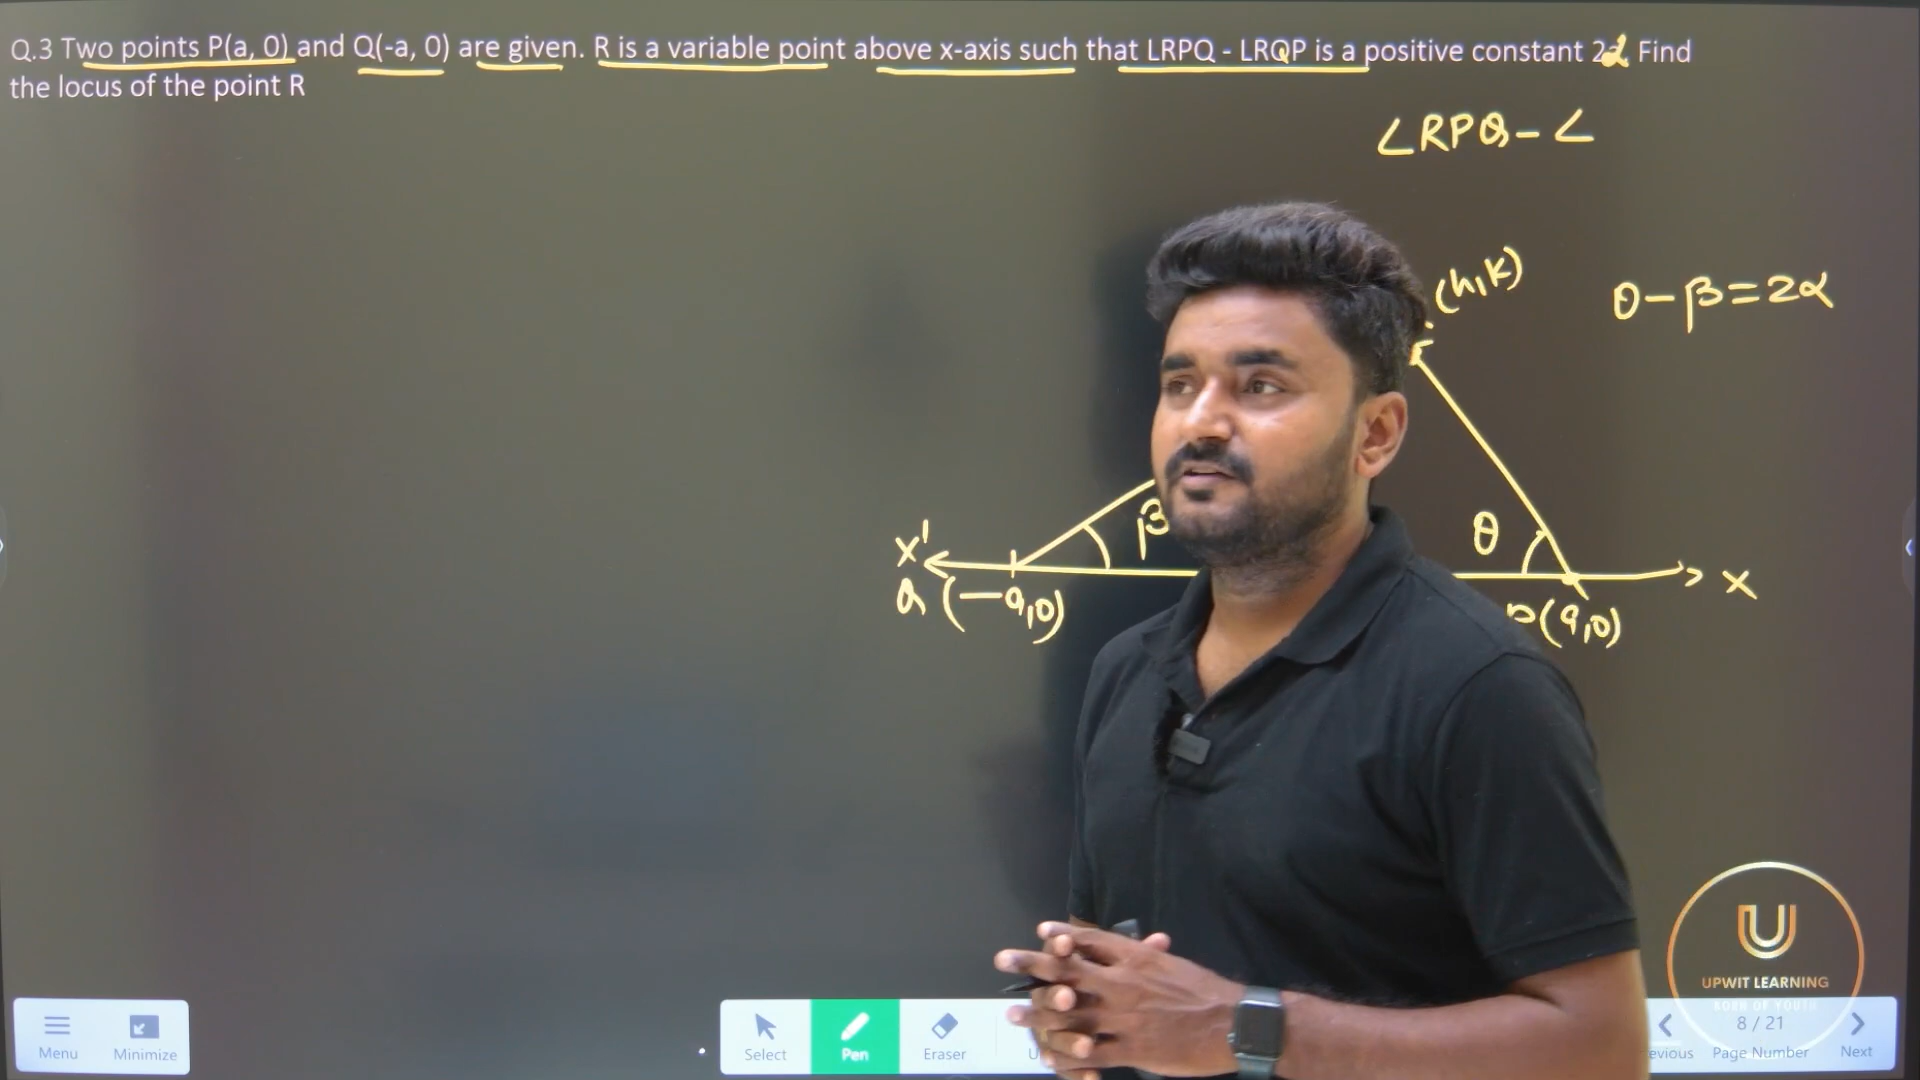 Q.3 Two points P(a, 0) and Q(-a, 0) are given. R is a variable point above x-axis such that LRPQ - LRQP is a positive constant 2α Find
the locus of the point R
∠RPQ - ∠
(h,k)
θ - β = 2α
β
θ
x'
x
Q (-a,0)
P(a,0)
UPWIT LEARNING
Menu
Minimize
Select
Pen
Eraser
8 / 21
Page Number
Next